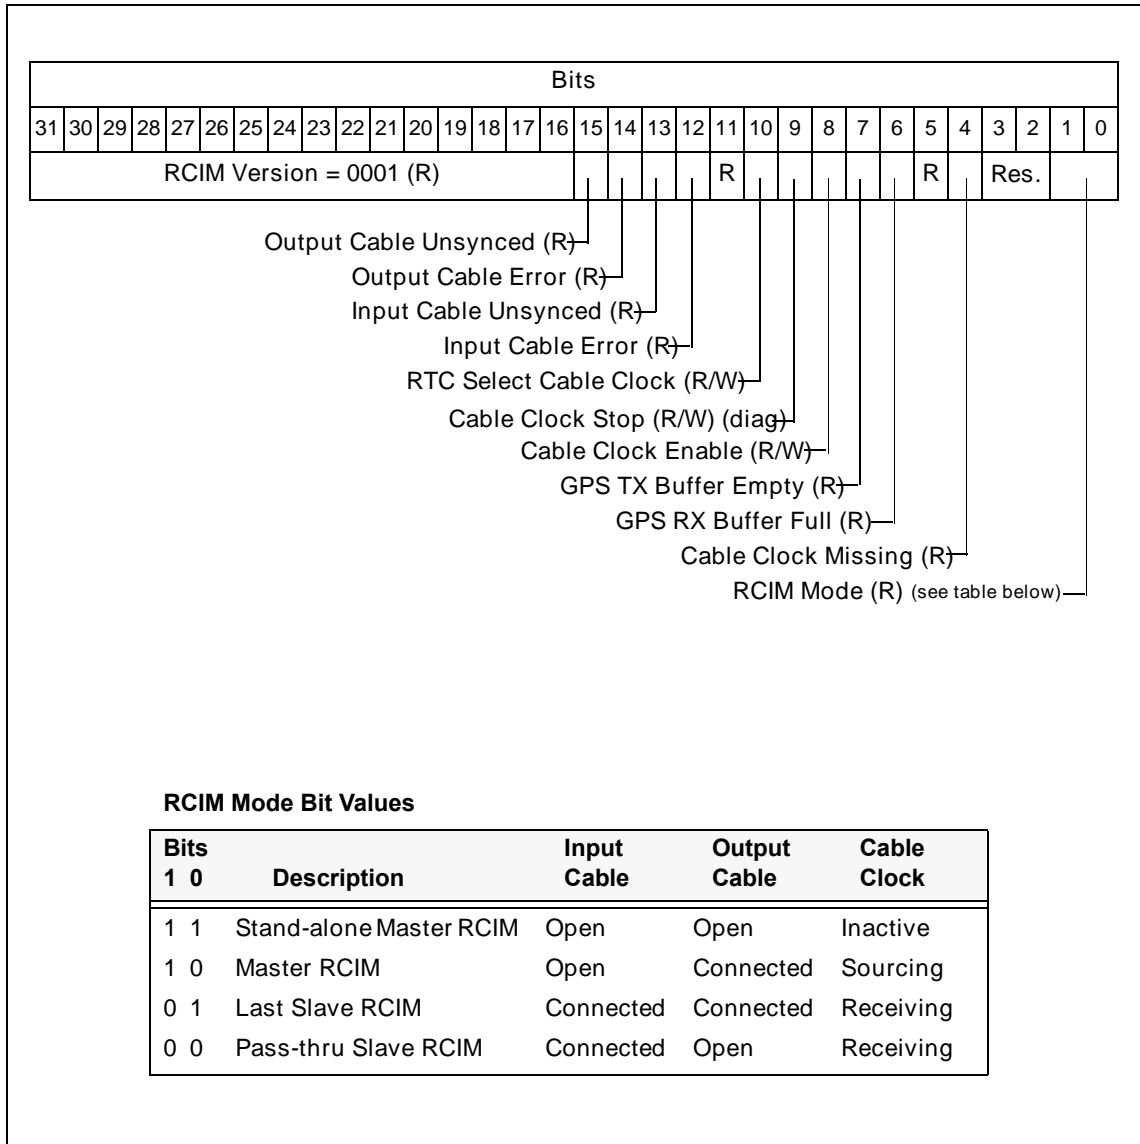 Bits
31 30 29 28 27 26 25 24 23 22 21 20 19 18 17 16 15 14 13 12 11 10 9 8 7 6 5 4 3 2 1 0
RCIM Version = 0001 (R) R R Res.
Output Cable Unsynced (R)
Output Cable Error (R)
Input Cable Unsynced (R)
Input Cable Error (R)
RTC Select Cable Clock (R/W)
Cable Clock Stop (R/W) (diag)
Cable Clock Enable (R/W)
GPS TX Buffer Empty (R)
GPS RX Buffer Full (R)
Cable Clock Missing (R)
RCIM Mode (R) (see table below)
RCIM Mode Bit Values
Bits Input Output Cable
1 0 Description Cable Cable Clock
1 1 Stand-alone Master RCIM Open Open Inactive
1 0 Master RCIM Open Connected Sourcing
0 1 Last Slave RCIM Connected Connected Receiving
0 0 Pass-thru Slave RCIM Connected Open Receiving